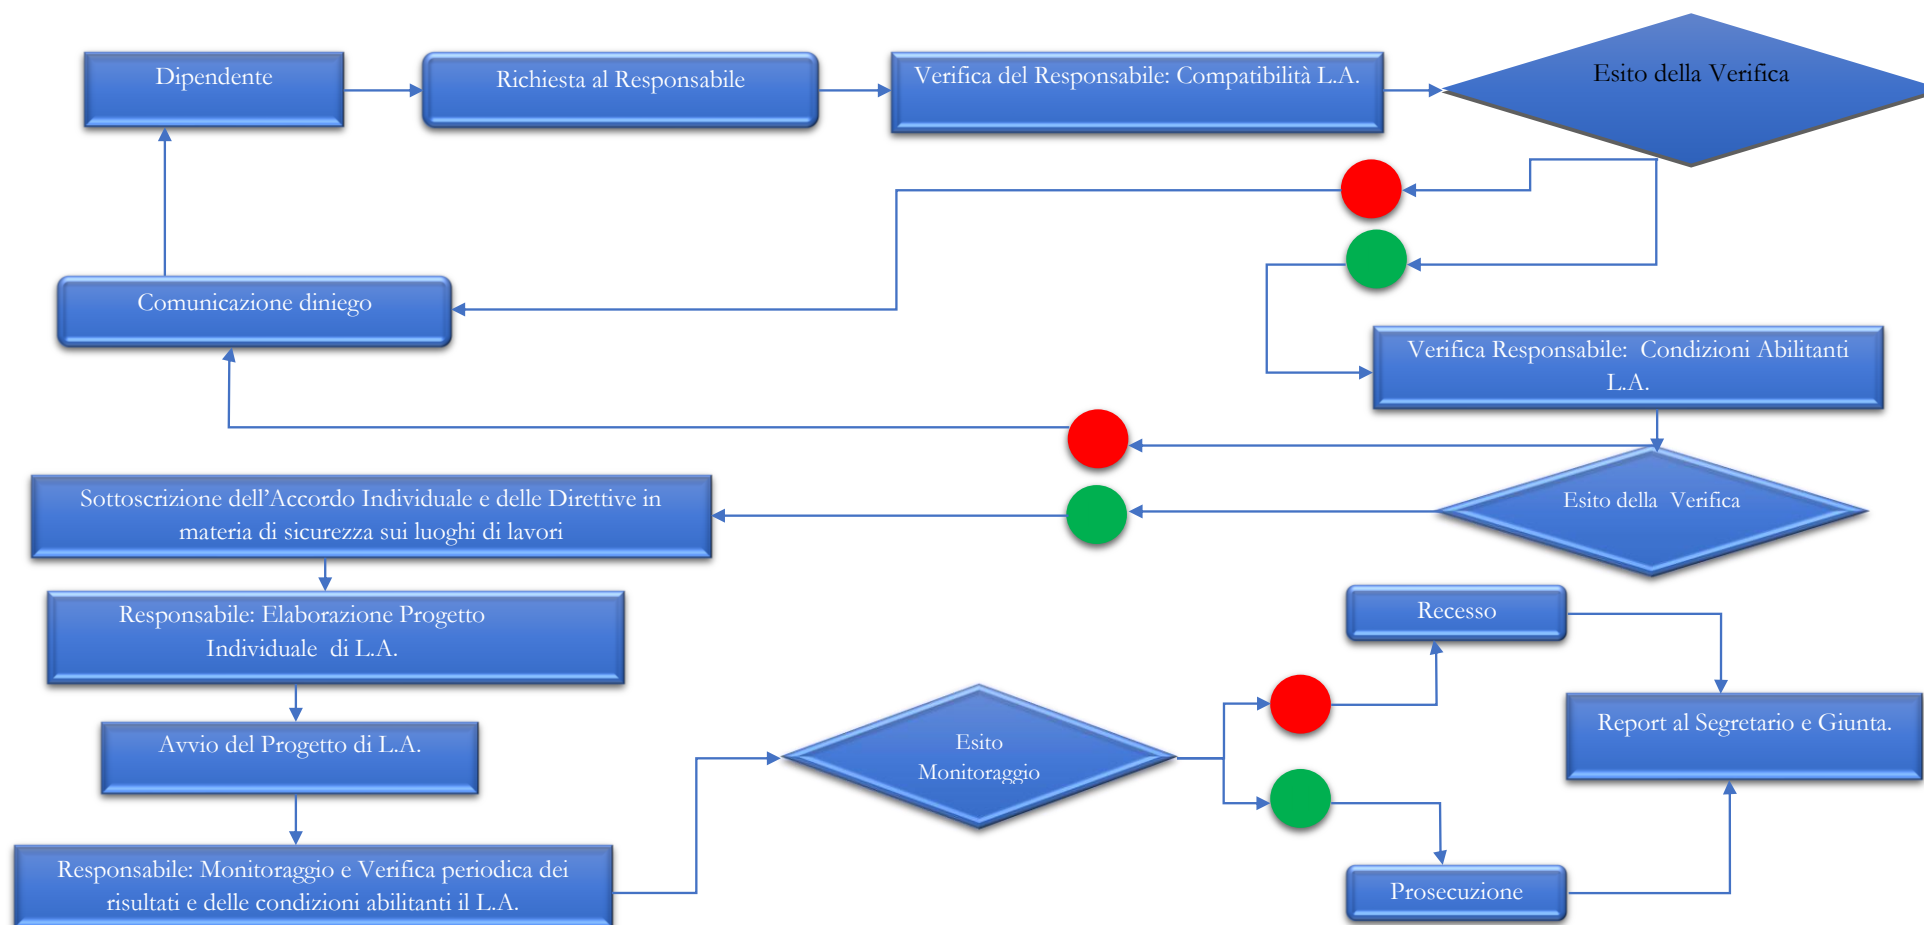 Dipendente
Richiesta al Responsabile
Verifica del Responsabile: Compatibilità L.A.
Esito della Verifica
Comunicazione diniego
Verifica Responsabile:  Condizioni Abilitanti
L.A.
Sottoscrizione dell’Accordo Individuale e delle Direttive in
materia di sicurezza sui luoghi di lavori
Esito della  Verifica
Responsabile: Elaborazione Progetto
Individuale  di L.A.
Recesso
Avvio del Progetto di L.A.
Esito
Monitoraggio
Report al Segretario e Giunta.
Responsabile: Monitoraggio e Verifica periodica dei
risultati e delle condizioni abilitanti il L.A.
Prosecuzione